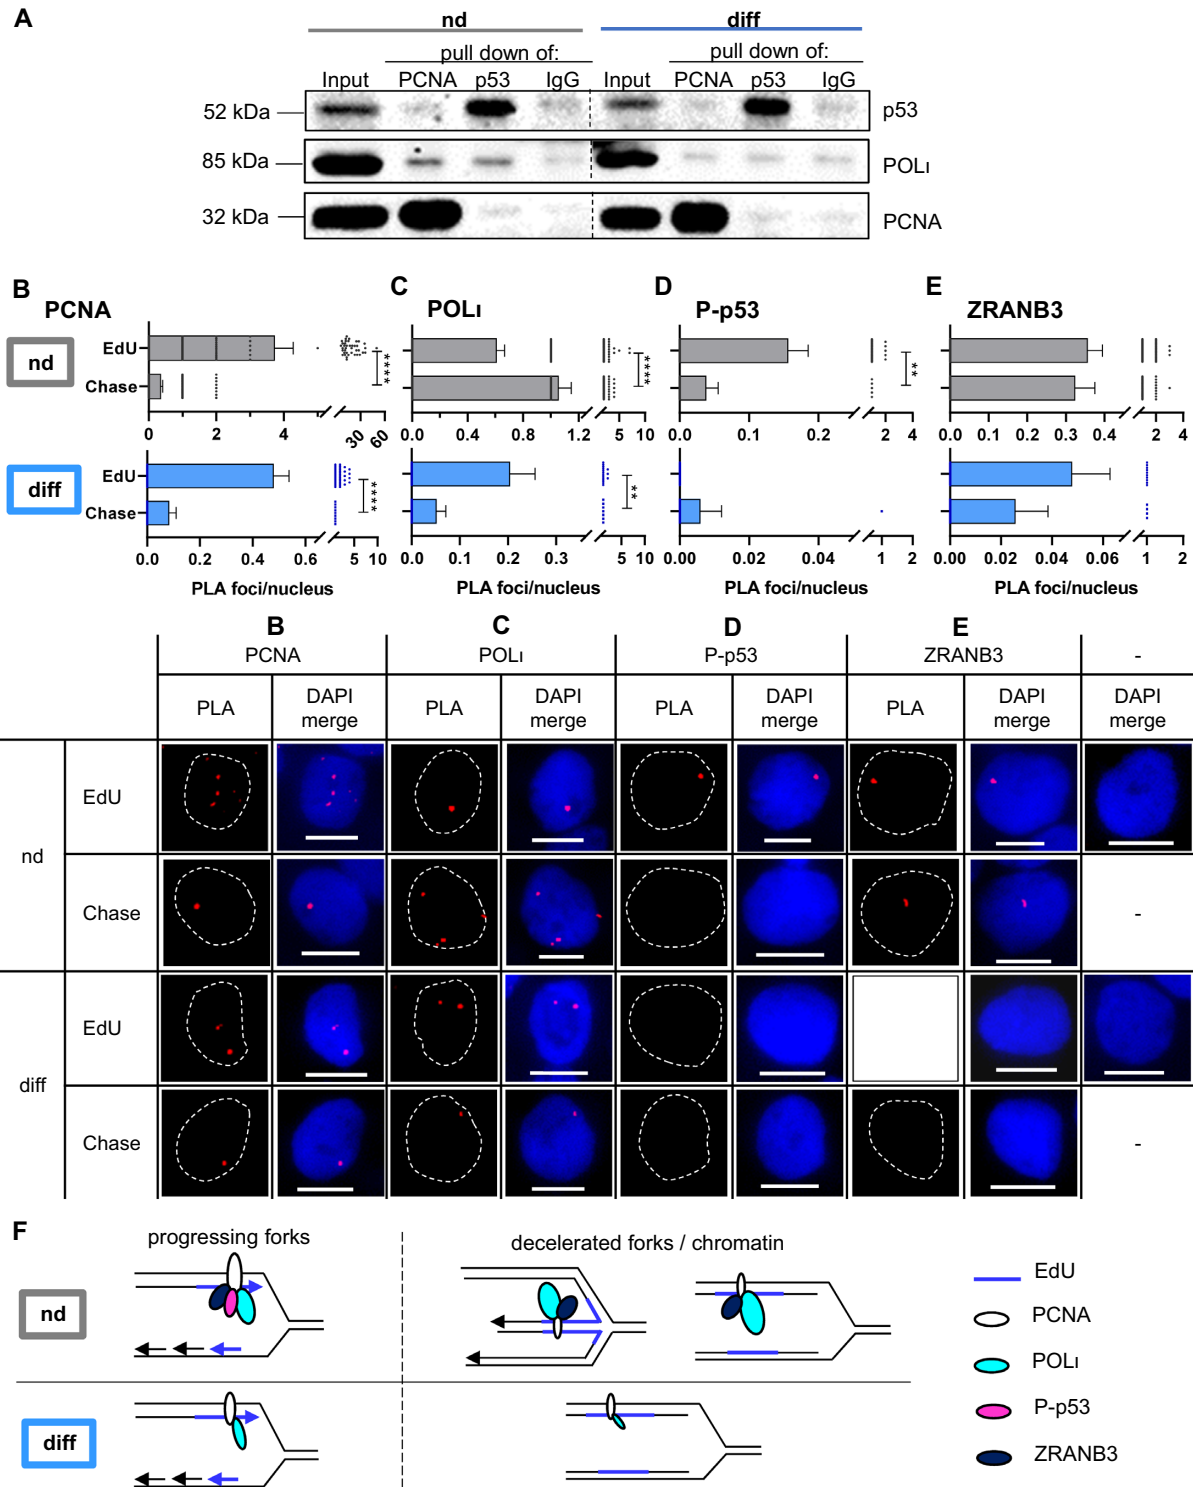 A
nd diff
pull down of: pull down of:
Input PCNA p53 IgG Input PCNA p53 IgG
52 kDa p53
85 kDa POLı
32 kDa PCNA
B PCNA C POLı D P-p53 E ZRANB3
nd
EdU
Chase
**** **** **
0 2 4 30 60 0.0 0.4 0.8 1.2 5 10 0.0 0.1 0.2 2 4 0.0 0.1 0.2 0.3 0.4 2 4
diff
EdU
Chase
**** **
0.0 0.2 0.4 0.6 5 10 0.0 0.1 0.2 0.3 5 10 0.00 0.02 0.04 1 2 0.00 0.02 0.04 0.06 1 2
PLA foci/nucleus PLA foci/nucleus PLA foci/nucleus PLA foci/nucleus
B C D E
PCNA POLı P-p53 ZRANB3 -
PLA DAPI merge PLA DAPI merge PLA DAPI merge PLA DAPI merge DAPI merge
nd
EdU
Chase -
diff
EdU
Chase -
F
progressing forks decelerated forks / chromatin
nd
diff
EdU
PCNA
POLı
P-p53
ZRANB3